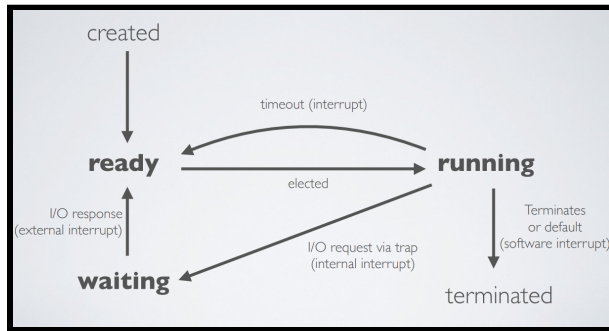 created
timeout (interrupt)
ready
running
elected
I/O response
(external interrupt)
I/O request via trap
(internal interrupt)
Terminates
or default
(software interrupt)
waiting
terminated